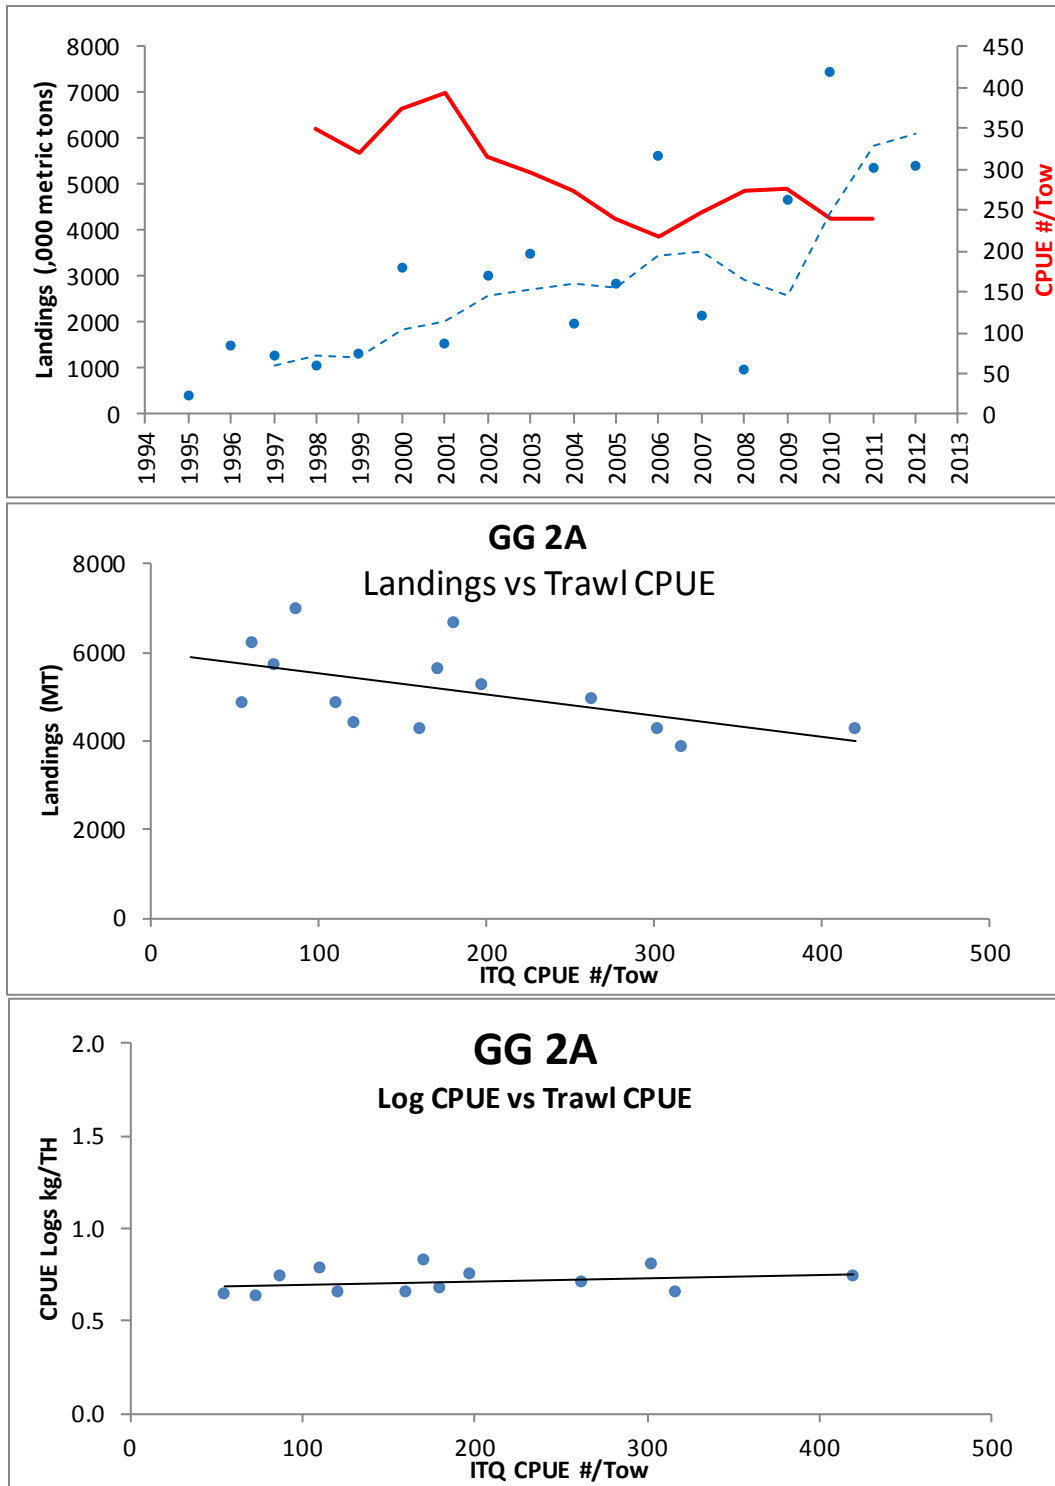 8000
7000
6000
5000
4000
3000
2000
1000
0
Landings (,000 metric tons)
450
400
350
300
250
200
150
100
50
0
CPUE #/Tow
1994 1995 1996 1997 1998 1999 2000 2001 2002 2003 2004 2005 2006 2007 2008 2009 2010 2011 2012 2013
GG 2A
Landings vs Trawl CPUE
8000
6000
4000
2000
0
Landings (MT)
0 100 200 300 400 500
ITQ CPUE #/Tow
GG 2A
Log CPUE vs Trawl CPUE
2.0
1.5
1.0
0.5
0.0
CPUE Logs kg/TH
0 100 200 300 400 500
ITQ CPUE #/Tow